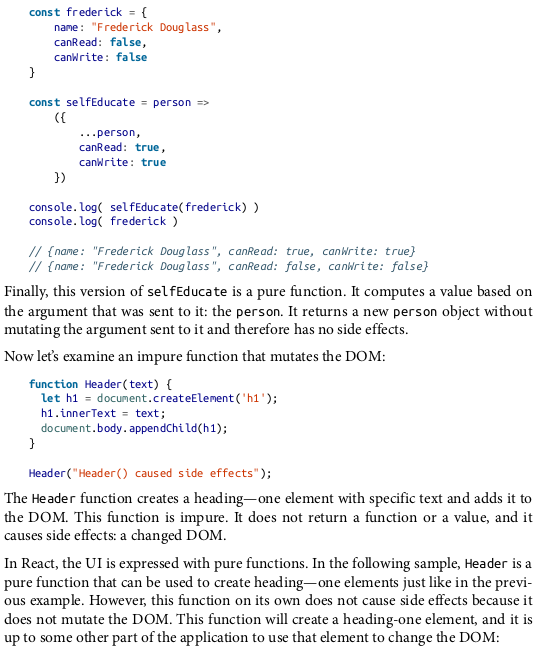 const frederick = {
    name: "Frederick Douglass",
    canRead: false,
    canWrite: false
}
const selfEducate = person =>
    ({
        ...person,
        canRead: true,
        canWrite: true
    })
console.log( selfEducate(frederick) )
console.log( frederick )
// {name: "Frederick Douglass", canRead: true, canWrite: true}
// {name: "Frederick Douglass", canRead: false, canWrite: false}
Finally, this version of selfEducate is a pure function. It computes a value based on
the argument that was sent to it: the person. It returns a new person object without
mutating the argument sent to it and therefore has no side effects.
Now let’s examine an impure function that mutates the DOM:
function Header(text) {
  let h1 = document.createElement('h1');
  h1.innerText = text;
  document.body.appendChild(h1);
}
Header("Header() caused side effects");
The Header function creates a heading—one element with specific text and adds it to
the DOM. This function is impure. It does not return a function or a value, and it
causes side effects: a changed DOM.
In React, the UI is expressed with pure functions. In the following sample, Header is a
pure function that can be used to create heading—one elements just like in the previ‐
ous example. However, this function on its own does not cause side effects because it
does not mutate the DOM. This function will create a heading-one element, and it is
up to some other part of the application to use that element to change the DOM: